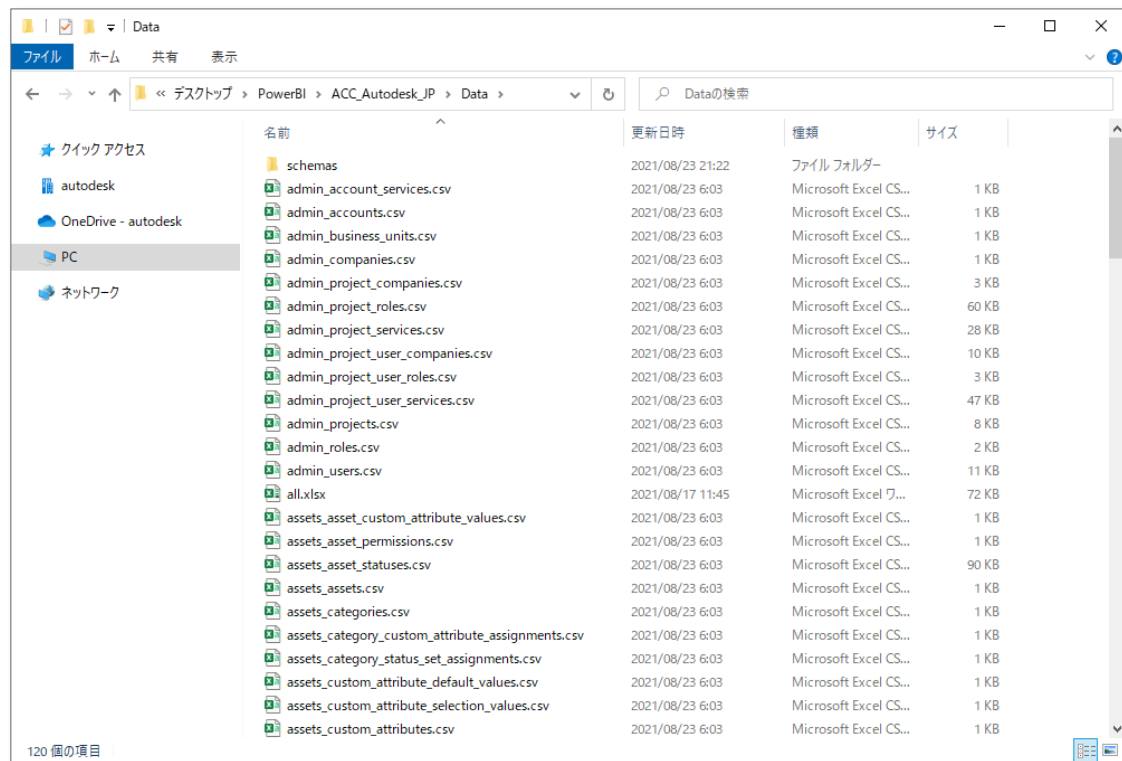 Data
ファイル ホーム 共有 表示
« デスクトップ › PowerBI › ACC_Autodesk_JP › Data › Dataの検索
クイック アクセス
autodesk
OneDrive - autodesk
PC
ネットワーク
名前 更新日時 種類 サイズ
schemas 2021/08/23 21:22 ファイル フォルダー
admin_account_services.csv 2021/08/23 6:03 Microsoft Excel CS... 1 KB
admin_accounts.csv 2021/08/23 6:03 Microsoft Excel CS... 1 KB
admin_business_units.csv 2021/08/23 6:03 Microsoft Excel CS... 1 KB
admin_companies.csv 2021/08/23 6:03 Microsoft Excel CS... 1 KB
admin_project_companies.csv 2021/08/23 6:03 Microsoft Excel CS... 3 KB
admin_project_roles.csv 2021/08/23 6:03 Microsoft Excel CS... 60 KB
admin_project_services.csv 2021/08/23 6:03 Microsoft Excel CS... 28 KB
admin_project_user_companies.csv 2021/08/23 6:03 Microsoft Excel CS... 10 KB
admin_project_user_roles.csv 2021/08/23 6:03 Microsoft Excel CS... 3 KB
admin_project_user_services.csv 2021/08/23 6:03 Microsoft Excel CS... 47 KB
admin_projects.csv 2021/08/23 6:03 Microsoft Excel CS... 8 KB
admin_roles.csv 2021/08/23 6:03 Microsoft Excel CS... 2 KB
admin_users.csv 2021/08/23 6:03 Microsoft Excel CS... 11 KB
all.xlsx 2021/08/17 11:45 Microsoft Excel ワ... 72 KB
assets_asset_custom_attribute_values.csv 2021/08/23 6:03 Microsoft Excel CS... 1 KB
assets_asset_permissions.csv 2021/08/23 6:03 Microsoft Excel CS... 1 KB
assets_asset_statuses.csv 2021/08/23 6:03 Microsoft Excel CS... 90 KB
assets_assets.csv 2021/08/23 6:03 Microsoft Excel CS... 1 KB
assets_categories.csv 2021/08/23 6:03 Microsoft Excel CS... 1 KB
assets_category_custom_attribute_assignments.csv 2021/08/23 6:03 Microsoft Excel CS... 1 KB
assets_category_status_set_assignments.csv 2021/08/23 6:03 Microsoft Excel CS... 1 KB
assets_custom_attribute_default_values.csv 2021/08/23 6:03 Microsoft Excel CS... 1 KB
assets_custom_attribute_selection_values.csv 2021/08/23 6:03 Microsoft Excel CS... 1 KB
assets_custom_attributes.csv 2021/08/23 6:03 Microsoft Excel CS... 1 KB
120 個の項目